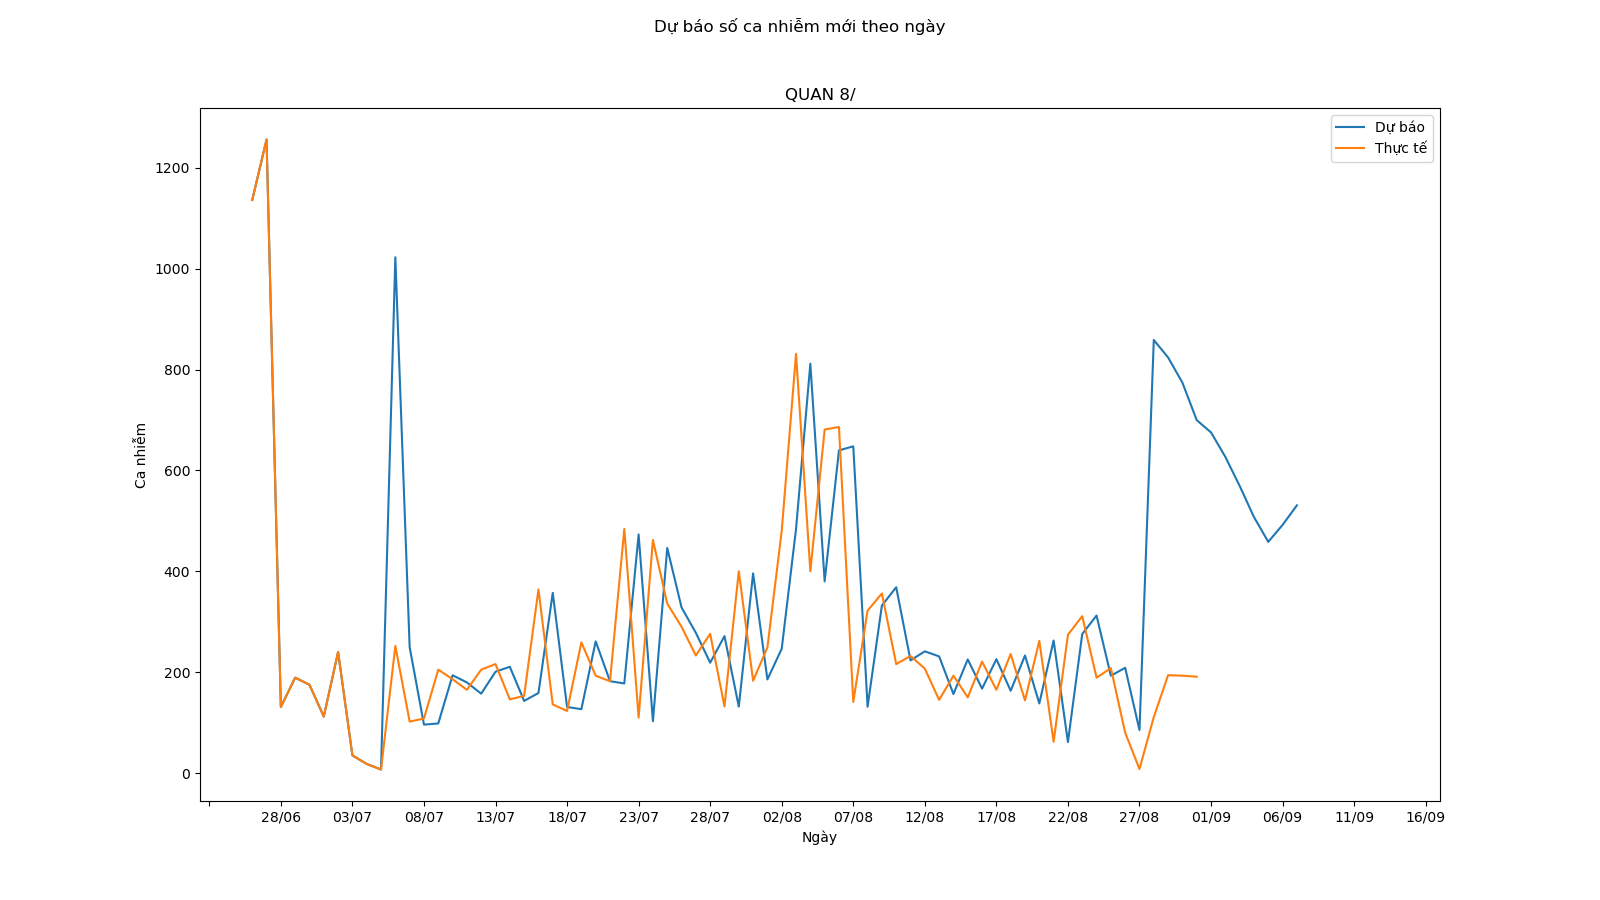 Dự báo số ca nhiễm mới theo ngày
QUAN 8/
Dự báo
Thực tế
1200
1000
800
600
400
200
0
Ca nhiễm
28/06 03/07 08/07 13/07 18/07 23/07 28/07 02/08 07/08 12/08 17/08 22/08 27/08 01/09 06/09 11/09 16/09
Ngày